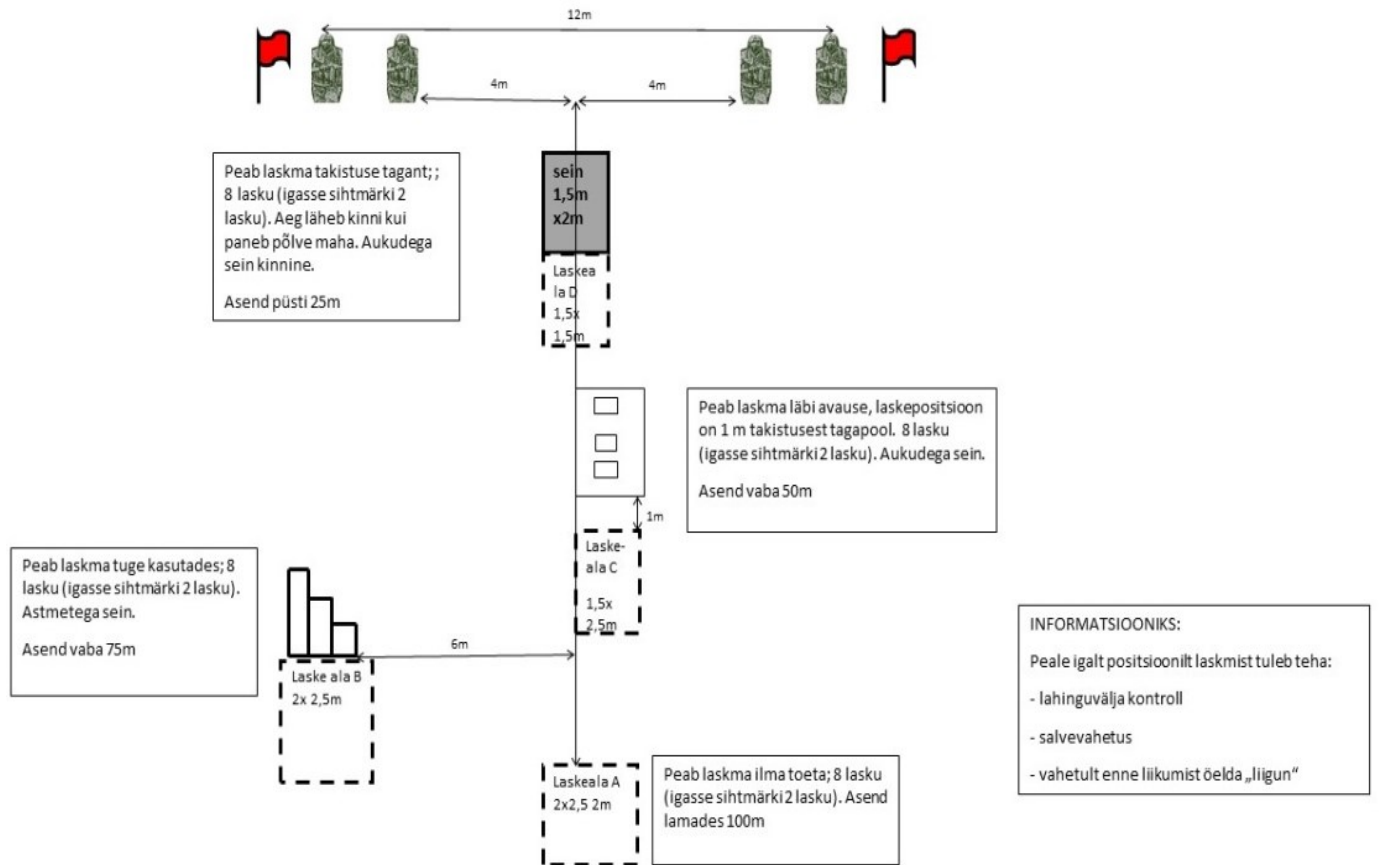 12m
4m
4m
Peab laskma takistuse tagant; ;
8 lasku (igasse sihtmärki 2
lasku). Aeg läheb kinni kui
paneb põlve maha. Aukudega
sein kinnine.
Asend püsti 25m
sein
1,5m
x2m
Laskea
la D
1,5x
1,5m
Peab laskma läbi avause, laskepositsioon
on 1 m takistusest tagapool. 8 lasku
(igasse sihtmärki 2 lasku). Aukudega sein.
Asend vaba 50m
1m
Laske-
ala C
1,5x
2,5m
Peab laskma tuge kasutades; 8
lasku (igasse sihtmärki 2 lasku).
Astmetega sein.
Asend vaba 75m
6m
Laske ala B
2x 2,5m
INFORMATSIOONIKS:
Peale igalt positsioonilt laskmist tuleb teha:
- lahinguvälja kontroll
- salvevahetus
- vahetult enne liikumist öelda „liigun“
Laskeala A
2x2,5 2m
Peab laskma ilma toeta; 8 lasku
(igasse sihtmärki 2 lasku). Asend
lamades 100m